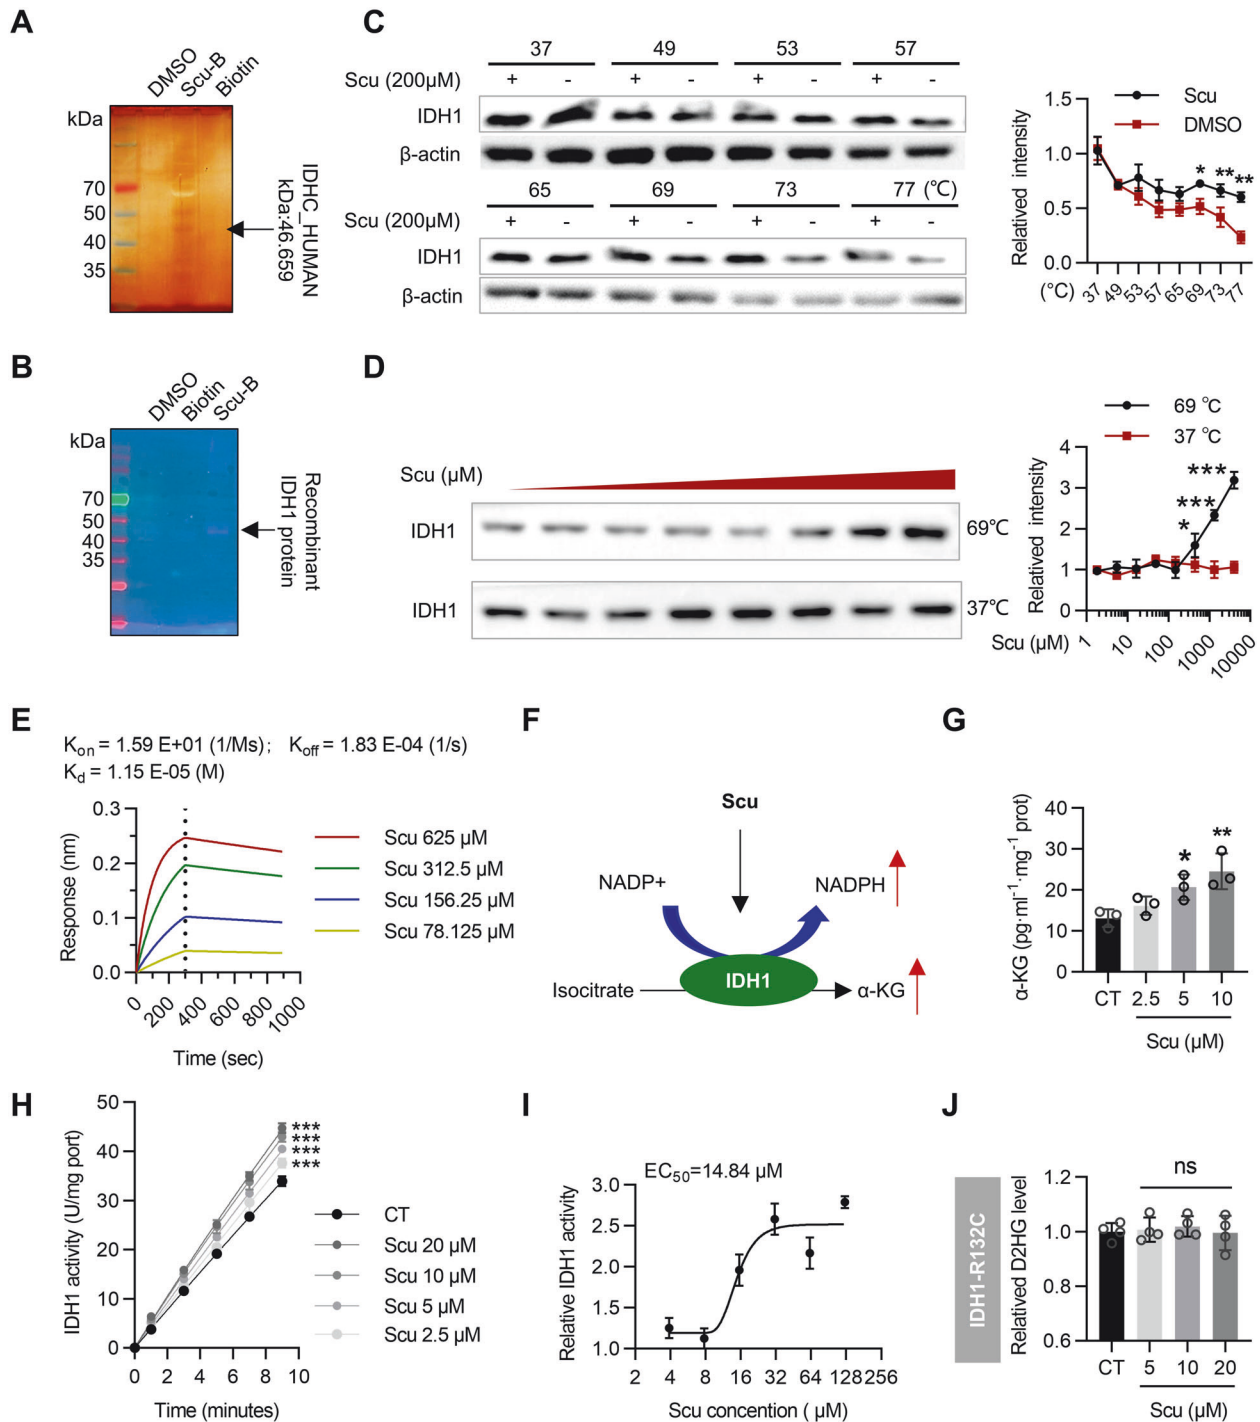 A
DMSO
Scu-B
Biotin
kDa
70
50
40
35
IDHC_HUMAN
kDa:46.659
B
DMSO
Biotin
Scu-B
kDa
70
50
40
35
Recombinant
IDH1 protein
C
37 49 53 57
Scu (200μM) + - + - + - + -
IDH1
β-actin
65 69 73 77 (℃)
Scu (200μM) + - + - + - + -
IDH1
β-actin
Relatived intensity
1.5
1.0
0.5
0.0
Scu
DMSO
*
**
**
(℃) 37 49 53 57 65 69 73 77
D
Scu (μM)
IDH1 69℃
IDH1 37℃
69 ℃
37 ℃
Relatived intensity
4
3
2
1
0
*
***
***
Scu (μM) 1 10 100 1000 10000
E
Kon = 1.59 E+01 (1/Ms); Koff = 1.83 E-04 (1/s)
Kd = 1.15 E-05 (M)
Response (nm)
0.3
0.2
0.1
0.0
0 200 400 600 800 1000
Time (sec)
Scu 625 μM
Scu 312.5 μM
Scu 156.25 μM
Scu 78.125 μM
F
Scu
NADP+ NADPH
IDH1
Isocitrate α-KG
G
α-KG (pg·ml⁻¹·mg⁻¹ prot)
40
30
20
10
0
*
**
CT 2.5 5 10
Scu (μM)
H
IDH1 activity (U/mg port)
50
40
30
20
10
0
***
***
***
***
0 2 4 6 8 10
Time (minutes)
CT
Scu 20 μM
Scu 10 μM
Scu 5 μM
Scu 2.5 μM
I
EC50=14.84 μM
Relative IDH1 activity
3.0
2.5
2.0
1.5
1.0
2 4 8 16 32 64 128 256
Scu concention ( μM)
J
IDH1-R132C
Relatived D2HG level
1.2
1.0
0.8
0.6
ns
CT 5 10 20
Scu (μM)